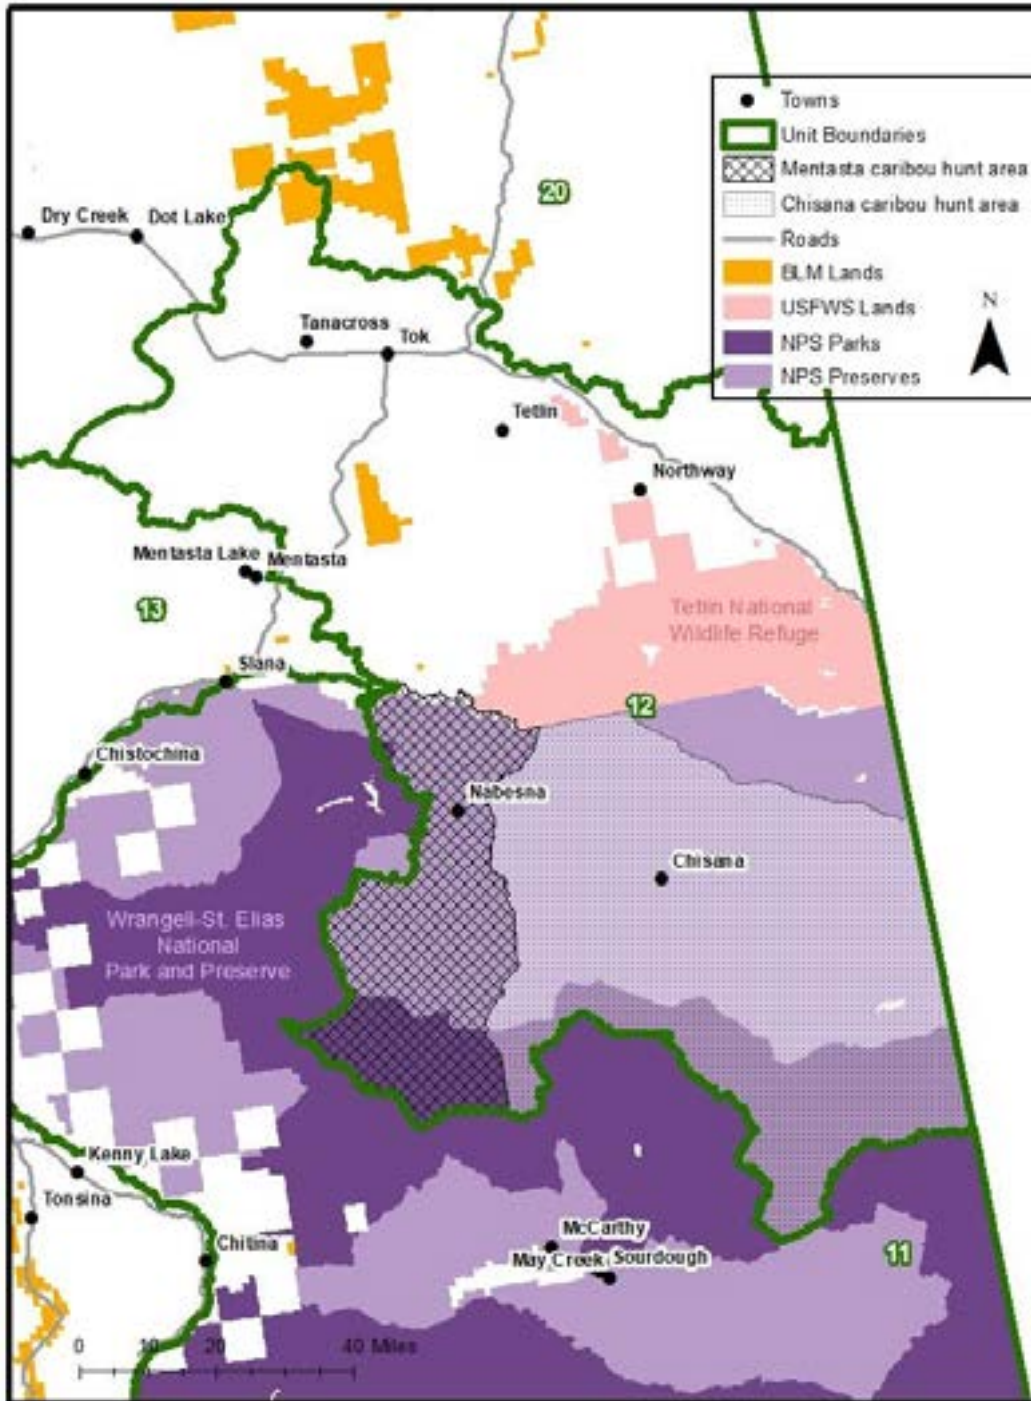 Towns
Unit Boundaries
Mentasta caribou hunt area
Chisana caribou hunt area
Roads
BLM Lands
USFWS Lands
NPS Parks
NPS Preserves
N
20
Dry Creek
Dot Lake
Tanacross
Tok
Tetlin
Northway
Mentasta Lake
Mentasta
13
Tetlin National
Wildlife Refuge
Slana
12
Chistochina
Nabesna
Chisana
Wrangell-St. Elias
National
Park and Preserve
Kenny Lake
Tonsina
Chitina
McCarthy
May Creek
Sourdough
11
0 10 20 40 Miles